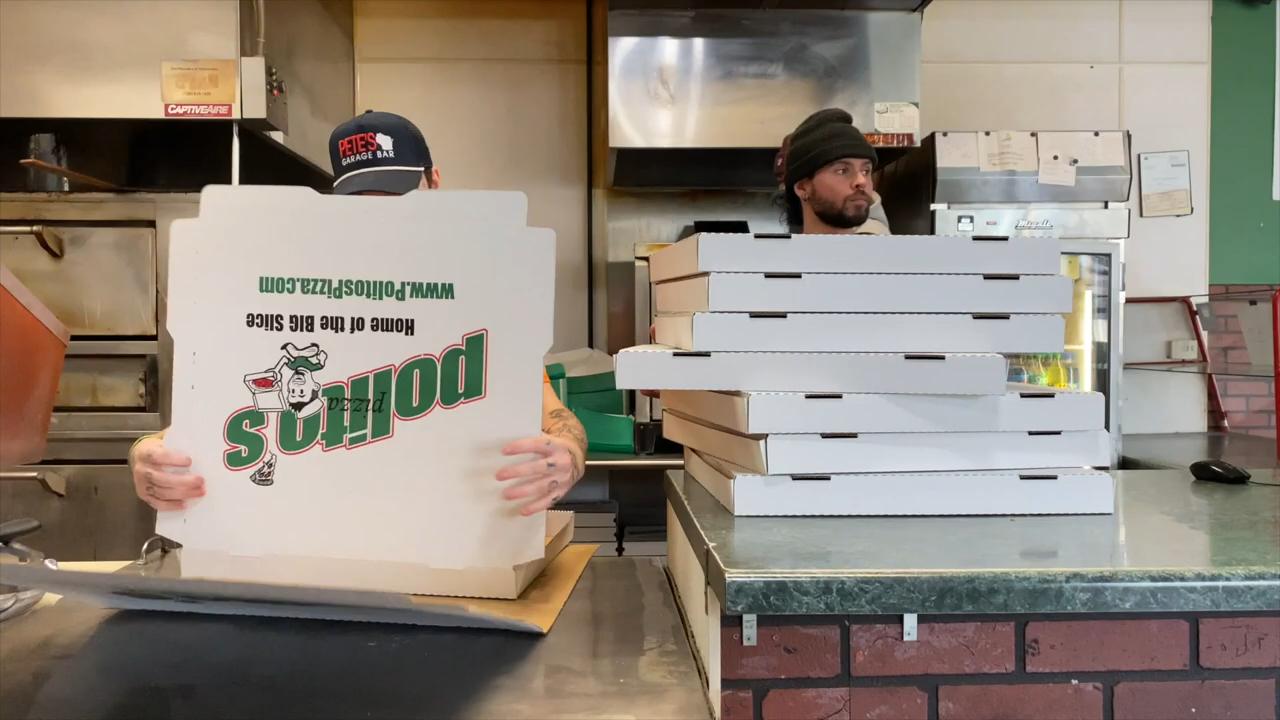 CAPTIVEAIRE
PETE'S
GARAGE BAR
www.PolitosPizza.com
Home of the BIG Slice
polito's
pizza